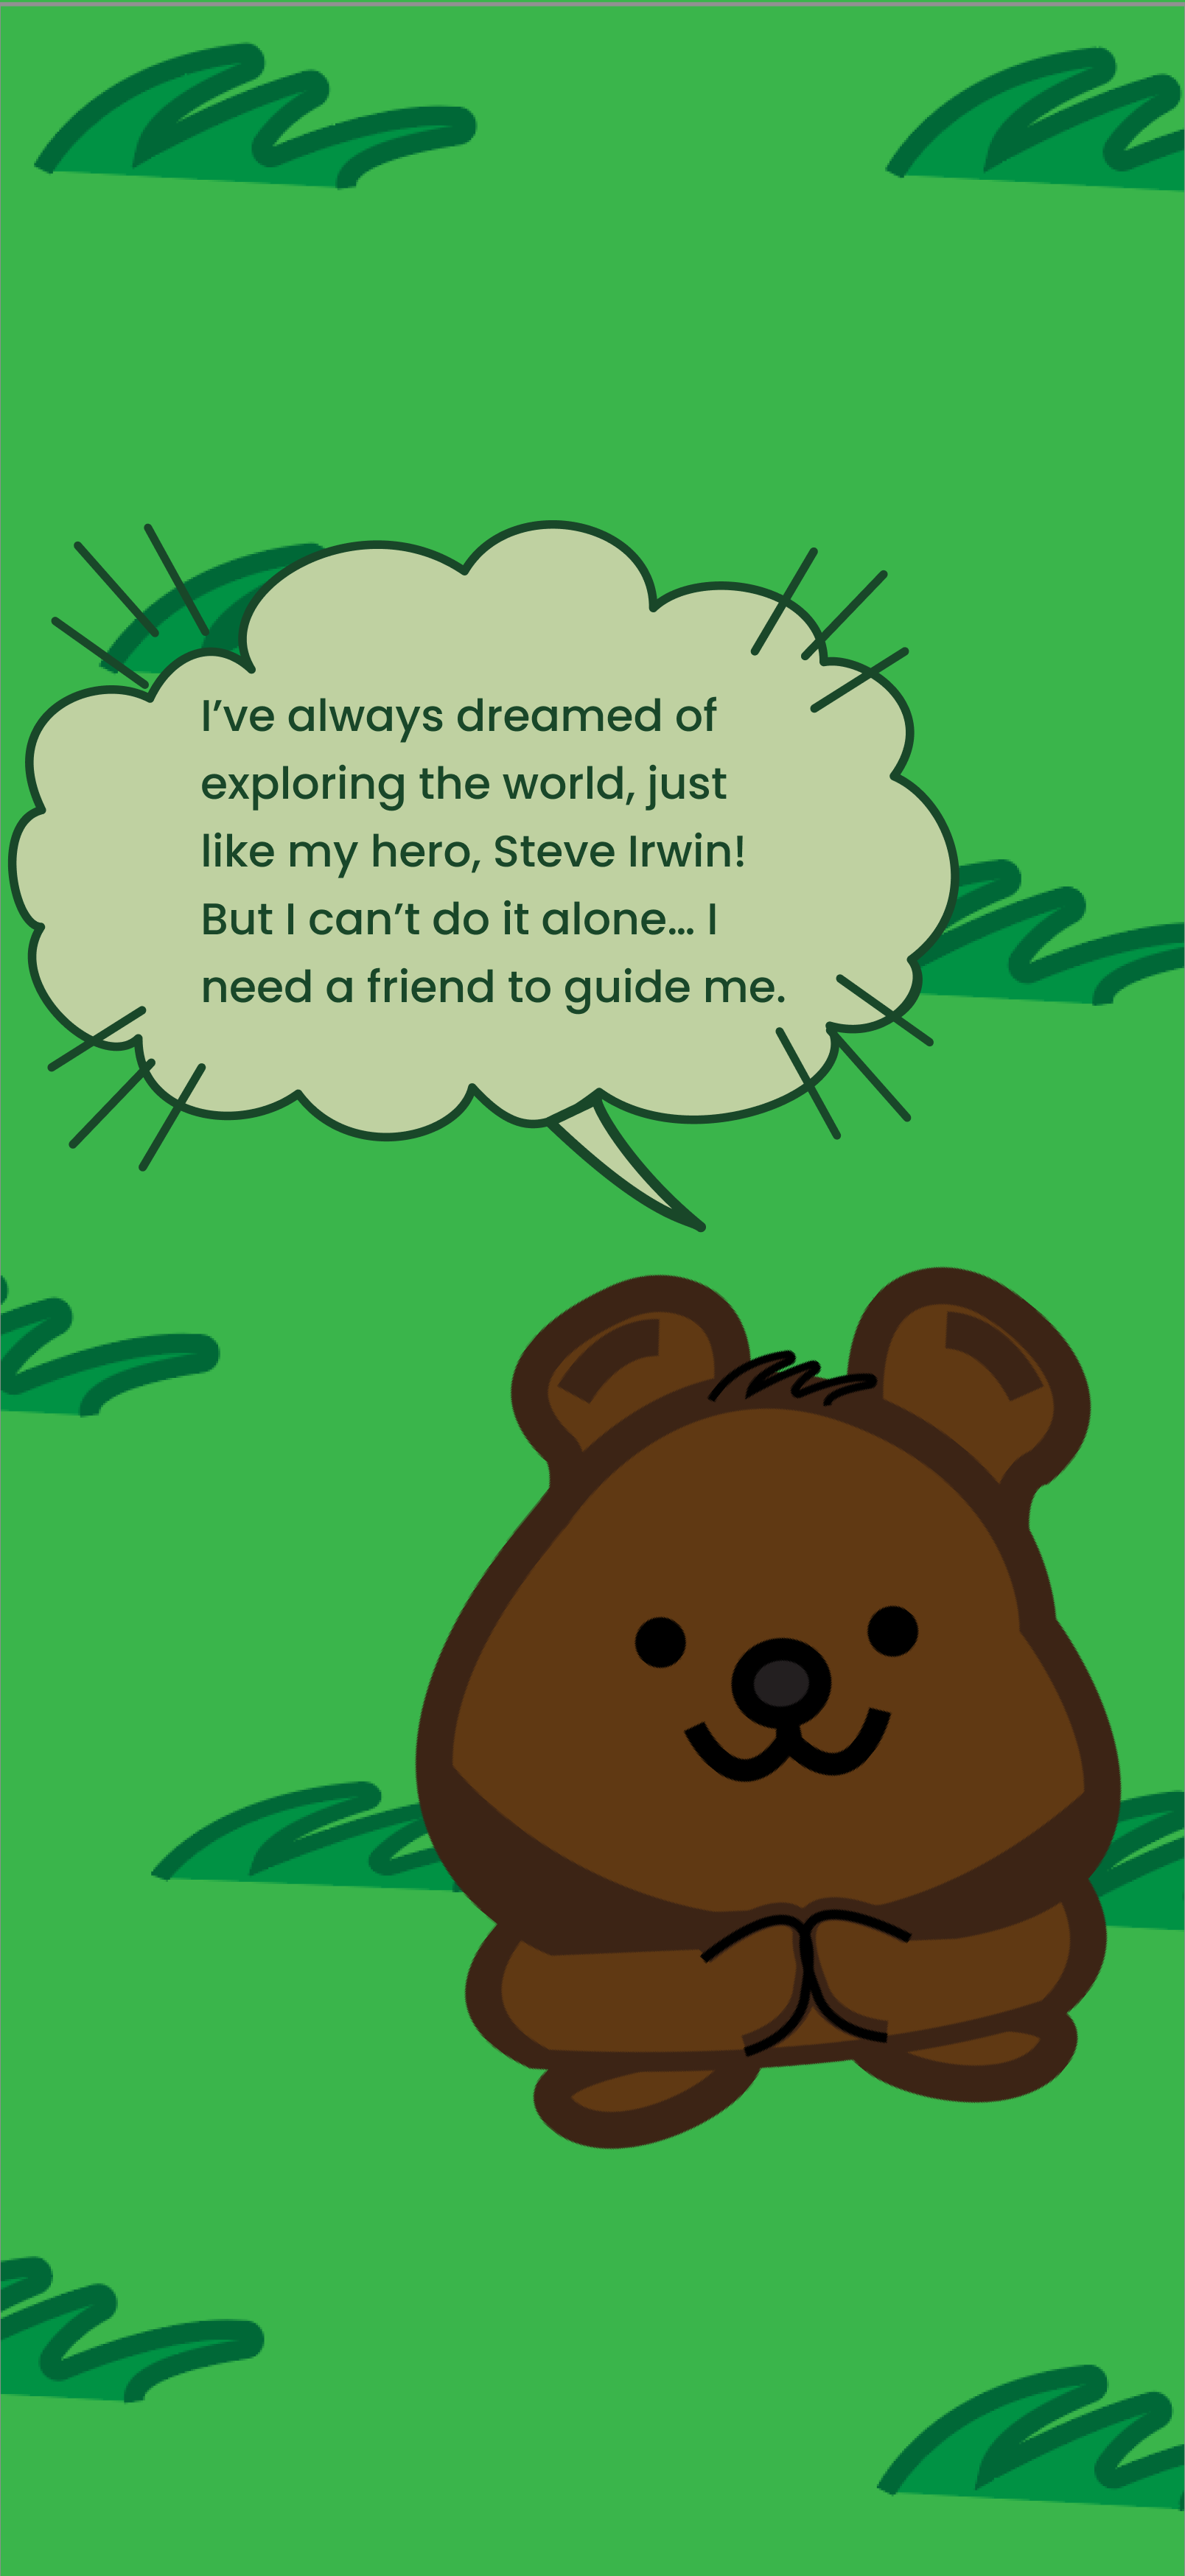 I’ve always dreamed of
exploring the world, just
like my hero, Steve Irwin!
But I can’t do it alone... I
need a friend to guide me.